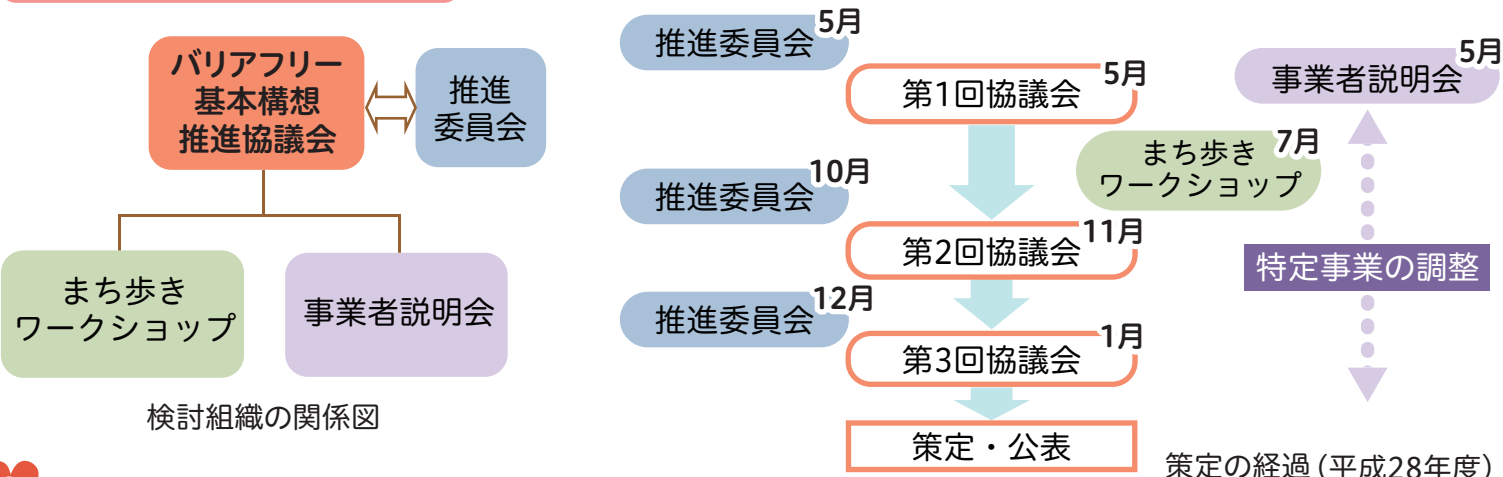 バリアフリー
基本構想
推進協議会
推進
委員会
まち歩き
ワークショップ
事業者説明会
検討組織の関係図
推進委員会
5月
第1回協議会
5月
事業者説明会
5月
まち歩き
ワークショップ
7月
推進委員会
10月
第2回協議会
11月
特定事業の調整
推進委員会
12月
第3回協議会
1月
策定・公表
策定の経過(平成28年度)